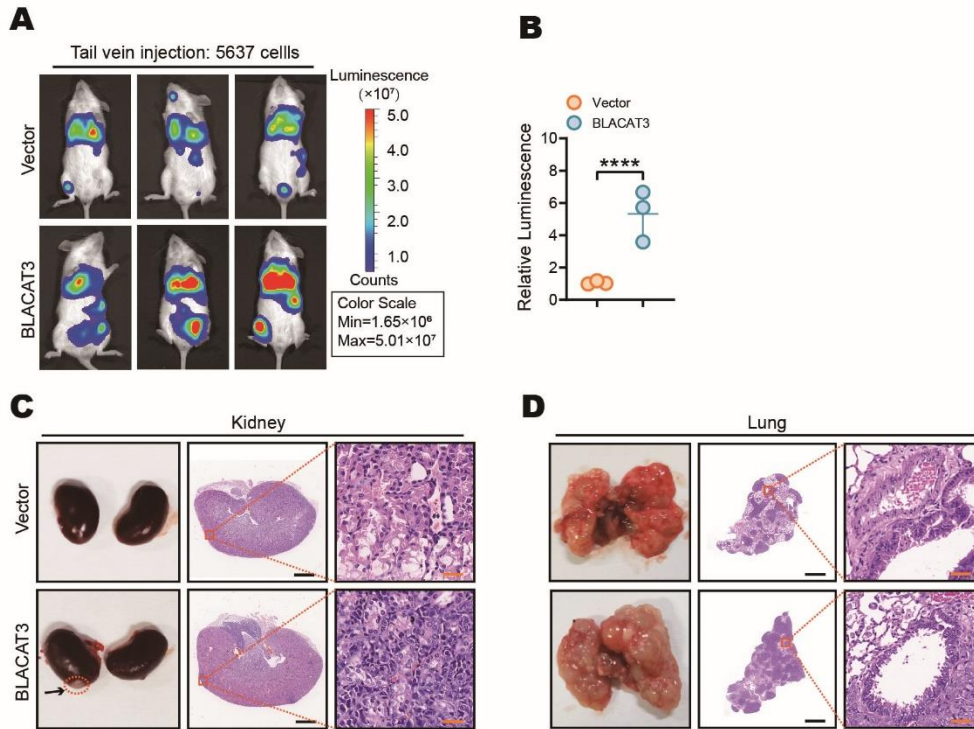 A
Tail vein injection: 5637 cellls
Vector
BLACAT3
Luminescence
(×10⁷)
5.0
4.0
3.0
2.0
1.0
Counts
Color Scale
Min=1.65×10⁶
Max=5.01×10⁷
B
Vector
BLACAT3
Relative Luminescence
10
8
6
4
2
0
****
C
Kidney
Vector
BLACAT3
D
Lung